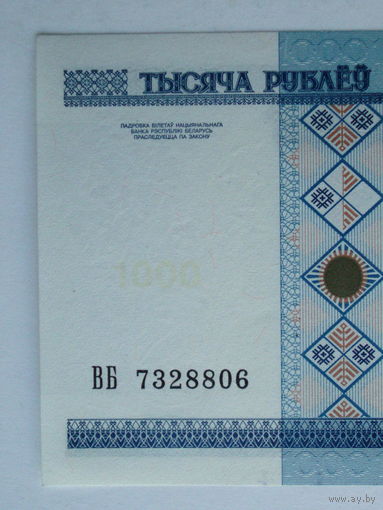 ТЫСЯЧА РУБЛЁЎ
ПАДРОБКА БІЛЕТАЎ НАЦЫЯНАЛЬНАГА
БАНКА РЭСПУБЛІКІ БЕЛАРУСЬ
ПРАСЛЕДУЕЦЦА ПА ЗАКОНУ
1000
ВБ 7328806
www.ay.by